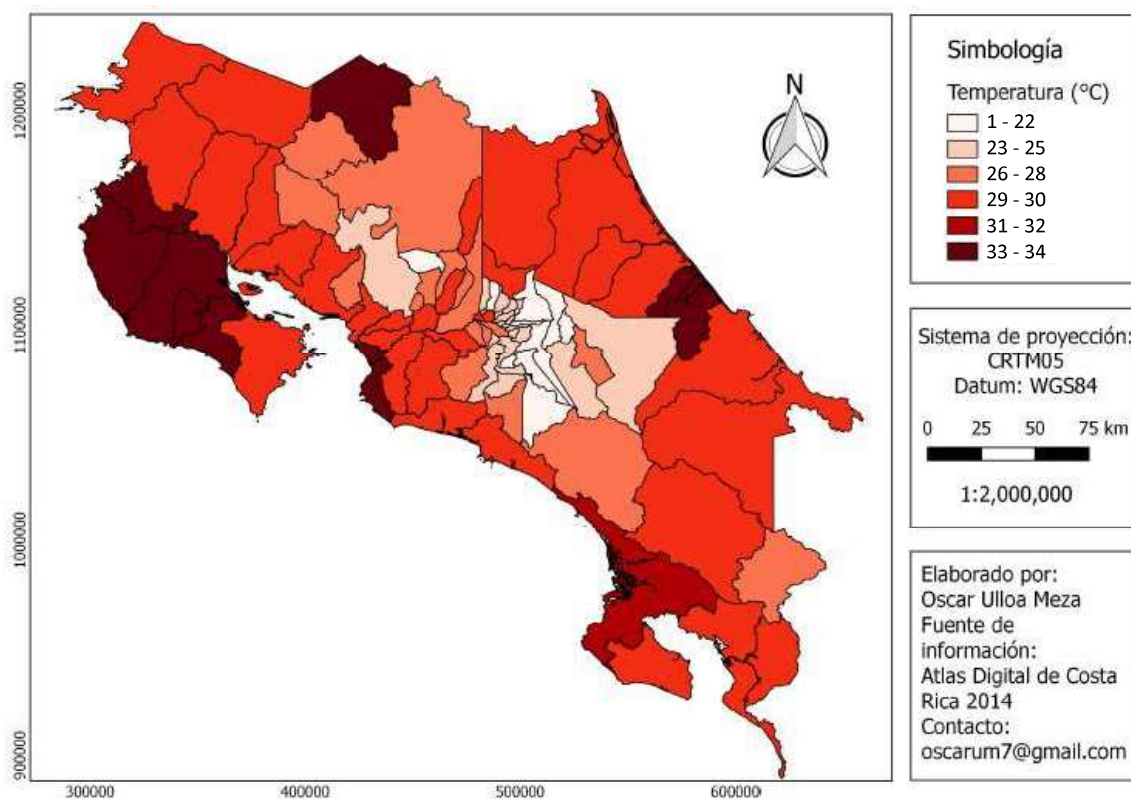 1200000
1100000
1000000
900000
300000
400000
500000
600000
N
Simbología
Temperatura (°C)
1 - 22
23 - 25
26 - 28
29 - 30
31 - 32
33 - 34
Sistema de proyección:
CRTM05
Datum: WGS84
0 25 50 75 km
1:2,000,000
Elaborado por:
Oscar Ulloa Meza
Fuente de
información:
Atlas Digital de Costa
Rica 2014
Contacto:
oscarum7@gmail.com